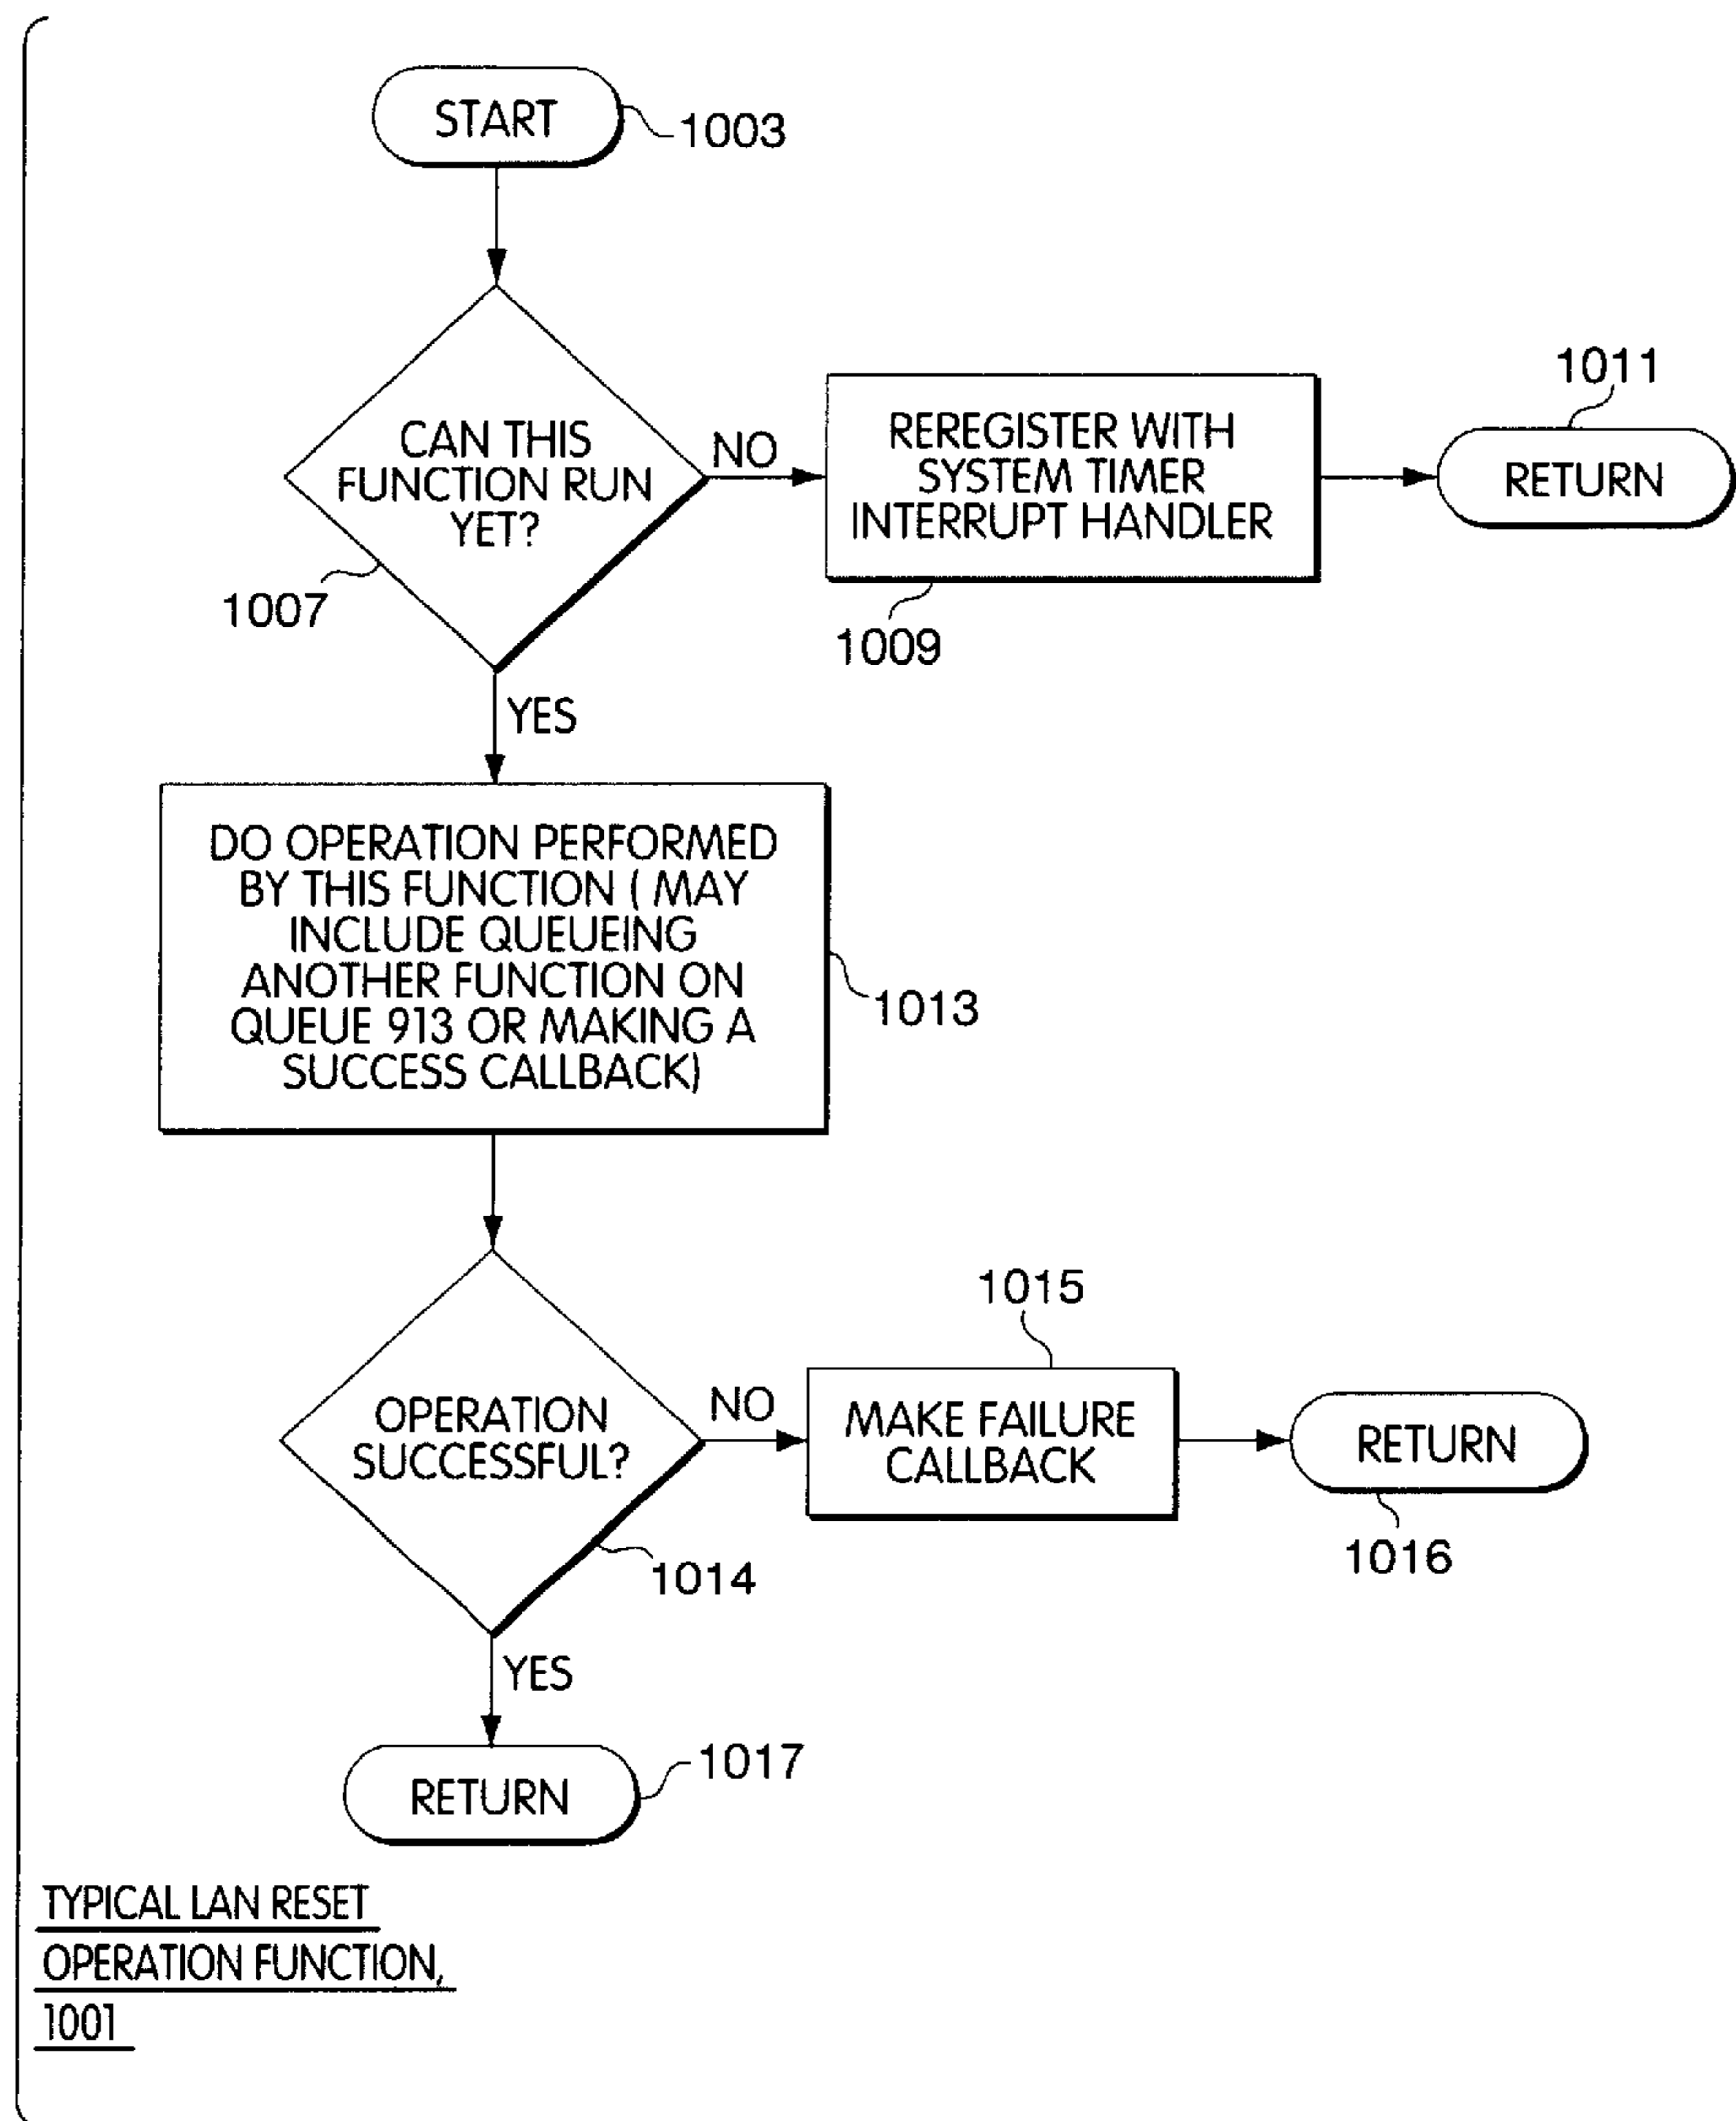 START
1003
CAN THIS
FUNCTION RUN
YET?
1007
NO
REREGISTER WITH
SYSTEM TIMER
INTERRUPT HANDLER
1009
1011
RETURN
YES
DO OPERATION PERFORMED
BY THIS FUNCTION ( MAY
INCLUDE QUEUEING
ANOTHER FUNCTION ON
QUEUE 913 OR MAKING A
SUCCESS CALLBACK)
1013
OPERATION
SUCCESSFUL?
1014
NO
1015
MAKE FAILURE
CALLBACK
RETURN
1016
YES
RETURN
1017
TYPICAL LAN RESET
OPERATION FUNCTION,
1001